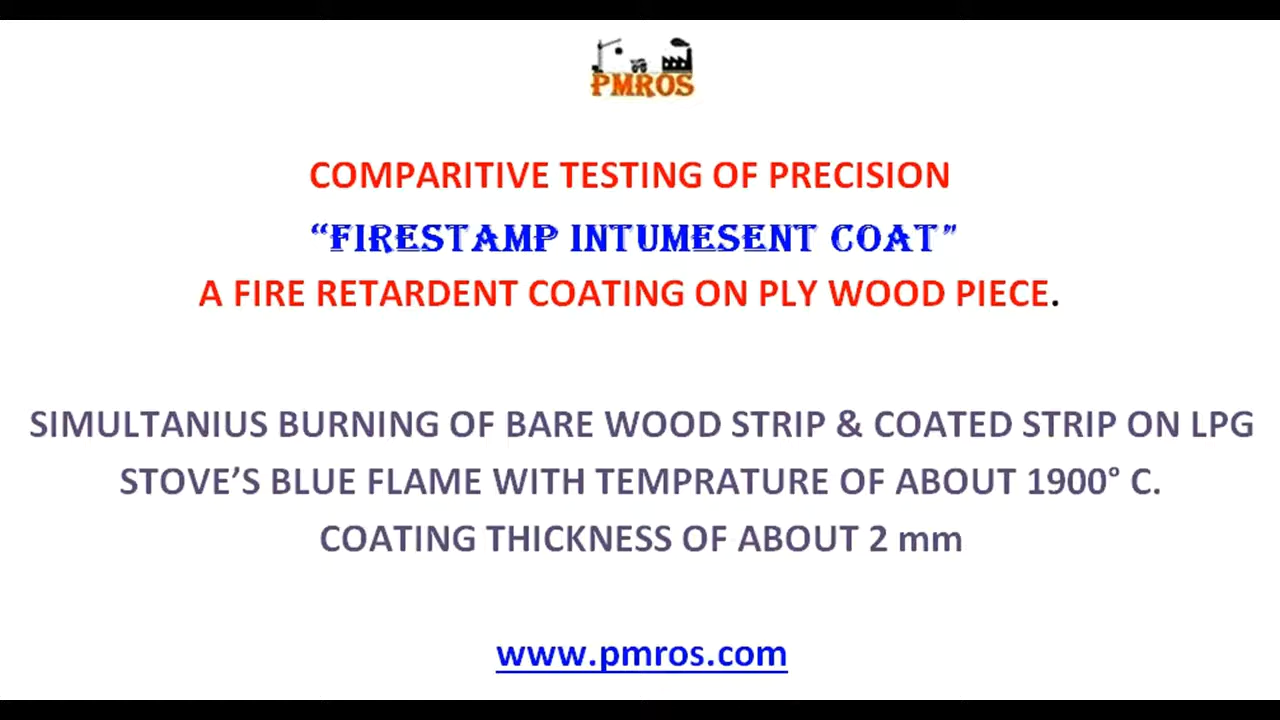 PMROS
COMPARITIVE TESTING OF PRECISION
“FIRESTAMP INTUMESENT COAT”
A FIRE RETARDENT COATING ON PLY WOOD PIECE.
SIMULTANIUS BURNING OF BARE WOOD STRIP & COATED STRIP ON LPG
STOVE’S BLUE FLAME WITH TEMPRATURE OF ABOUT 1900° C.
COATING THICKNESS OF ABOUT 2 mm
www.pmros.com